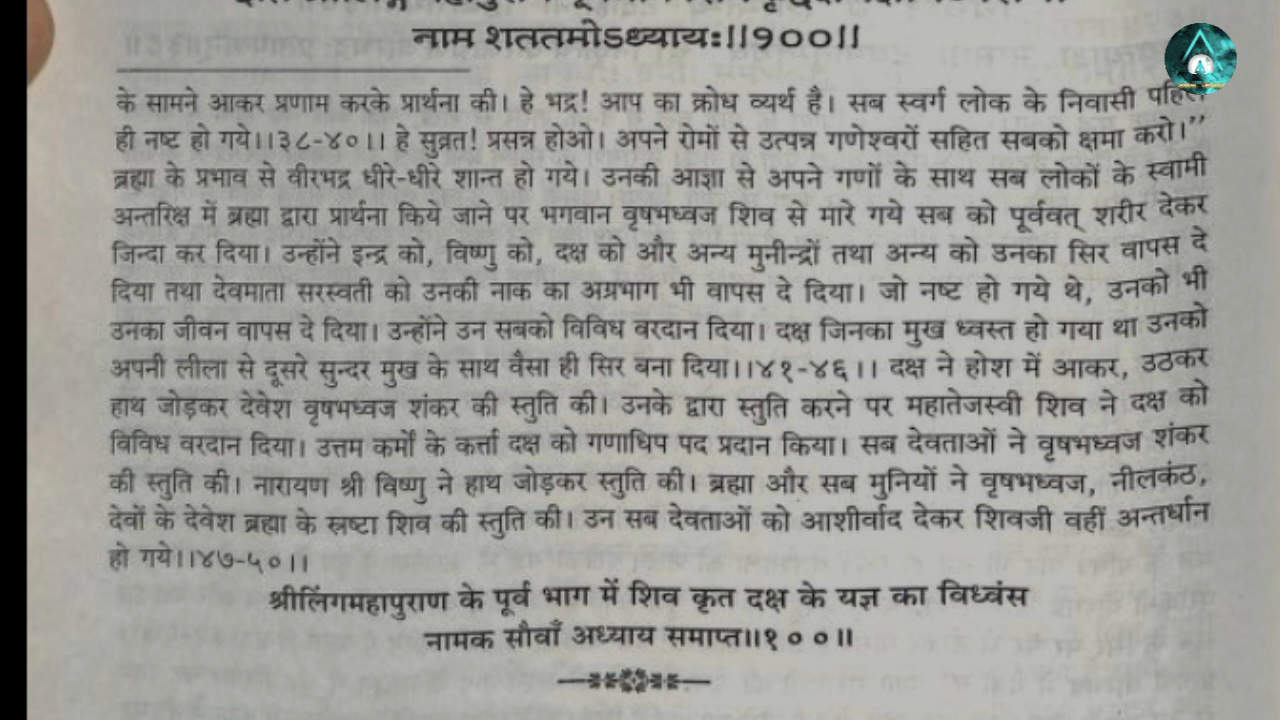 नाम शततमोऽध्यायः।।१००।।
के सामने आकर प्रणाम करके प्रार्थना की। हे भद्र! आप का क्रोध व्यर्थ है। सब स्वर्ग लोक के निवासी पहिले
ही नष्ट हो गये।।३८-४०।। हे सुव्रत! प्रसन्न होओ। अपने रोमों से उत्पन्न गणेश्वरों सहित सबको क्षमा करो।”
ब्रह्मा के प्रभाव से वीरभद्र धीरे-धीरे शान्त हो गये। उनकी आज्ञा से अपने गणों के साथ सब लोकों के स्वामी
अन्तरिक्ष में ब्रह्मा द्वारा प्रार्थना किये जाने पर भगवान वृषभध्वज शिव से मारे गये सब को पूर्ववत् शरीर देकर
जिन्दा कर दिया। उन्होंने इन्द्र को, विष्णु को, दक्ष को और अन्य मुनीन्द्रों तथा अन्य को उनका सिर वापस दे
दिया तथा देवमाता सरस्वती को उनकी नाक का अग्रभाग भी वापस दे दिया। जो नष्ट हो गये थे, उनको भी
उनका जीवन वापस दे दिया। उन्होंने उन सबको विविध वरदान दिया। दक्ष जिनका मुख ध्वस्त हो गया था उनको
अपनी लीला से दूसरे सुन्दर मुख के साथ वैसा ही सिर बना दिया।।४१-४६।। दक्ष ने होश में आकर, उठकर
हाथ जोड़कर देवेश वृषभध्वज शंकर की स्तुति की। उनके द्वारा स्तुति करने पर महातेजस्वी शिव ने दक्ष को
विविध वरदान दिया। उत्तम कर्मों के कर्त्ता दक्ष को गणाधिप पद प्रदान किया। सब देवताओं ने वृषभध्वज शंकर
की स्तुति की। नारायण श्री विष्णु ने हाथ जोड़कर स्तुति की। ब्रह्मा और सब मुनियों ने वृषभध्वज, नीलकंठ,
देवों के देवेश ब्रह्मा के स्रष्टा शिव की स्तुति की। उन सब देवताओं को आशीर्वाद देकर शिवजी वहीं अन्तर्धान
हो गये।।४७-५०।।
श्रीलिंगमहापुराण के पूर्व भाग में शिव कृत दक्ष के यज्ञ का विध्वंस
नामक सौवाँ अध्याय समाप्त॥१००॥